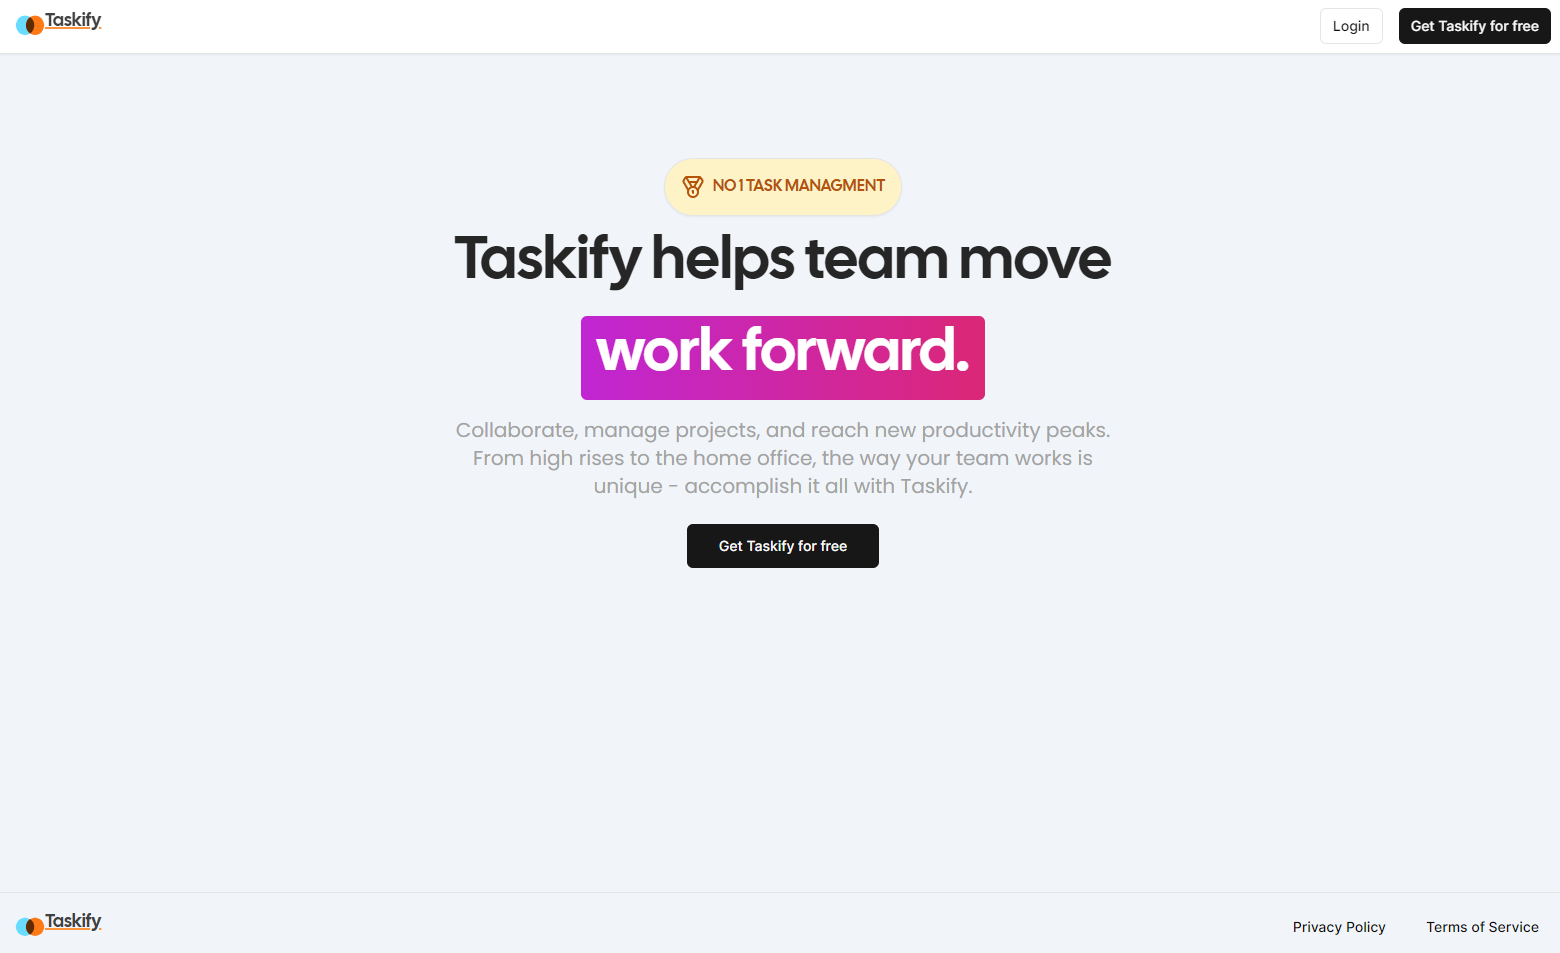 Taskify
Login
Get Taskify for free
NO 1 TASK MANAGMENT
Taskify helps team move
work forward.
Collaborate, manage projects, and reach new productivity peaks.
From high rises to the home office, the way your team works is
unique - accomplish it all with Taskify.
Get Taskify for free
Taskify
Privacy Policy
Terms of Service